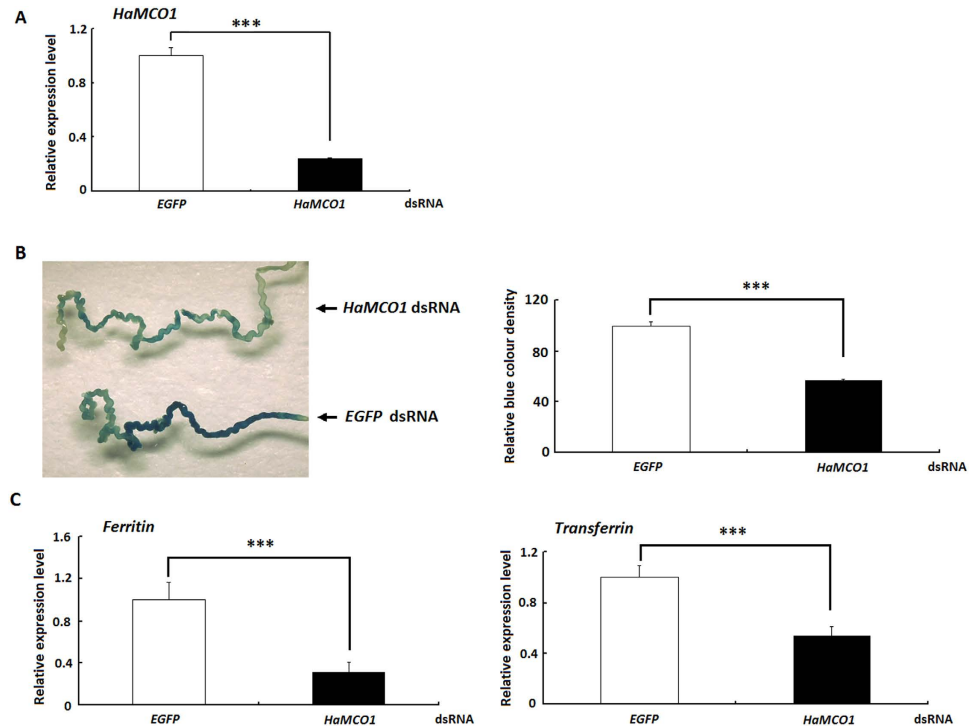 A
HaMCO1
***
Relative expression level
1.2
0.8
0.4
0
EGFP
HaMCO1
dsRNA
B
HaMCO1 dsRNA
EGFP dsRNA
***
Relative blue colour density
120
80
40
0
EGFP
HaMCO1
dsRNA
C
Ferritin
***
Relative expression level
1.6
1.2
0.8
0.4
0
EGFP
HaMCO1
dsRNA
Transferrin
***
Relative expression level
1.2
0.8
0.4
0
EGFP
HaMCO1
dsRNA